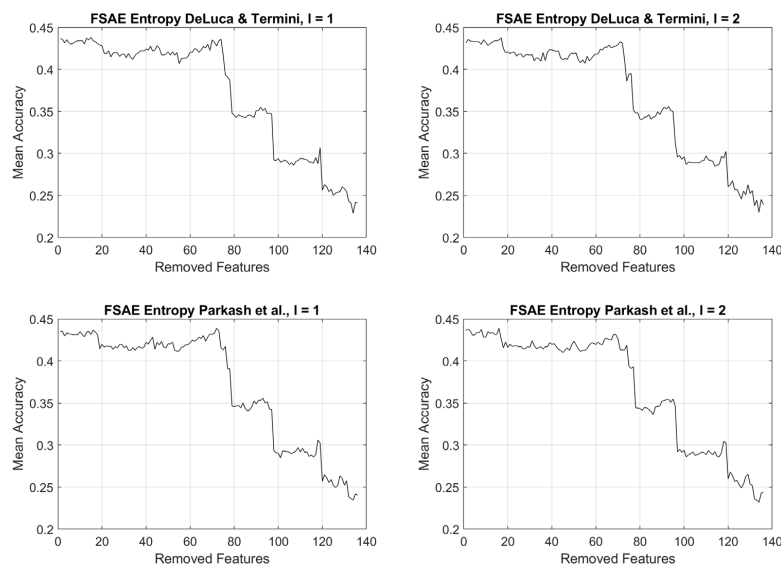 FSAE Entropy DeLuca & Termini, l = 1
0.45
0.4
0.35
0.3
0.25
0.2
Mean Accuracy
0 20 40 60 80 100 120 140
Removed Features
FSAE Entropy DeLuca & Termini, l = 2
0.45
0.4
0.35
0.3
0.25
0.2
Mean Accuracy
0 20 40 60 80 100 120 140
Removed Features
FSAE Entropy Parkash et al., l = 1
0.45
0.4
0.35
0.3
0.25
0.2
Mean Accuracy
0 20 40 60 80 100 120 140
Removed Features
FSAE Entropy Parkash et al., l = 2
0.45
0.4
0.35
0.3
0.25
0.2
Mean Accuracy
0 20 40 60 80 100 120 140
Removed Features